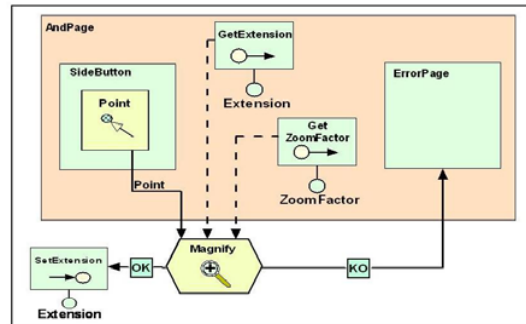 AndPage
GetExtension
Extension
SideButton
Point
ErrorPage
Get
ZoomFactor
ZoomFactor
Point
Magnify
SetExtension
OK
KO
Extension